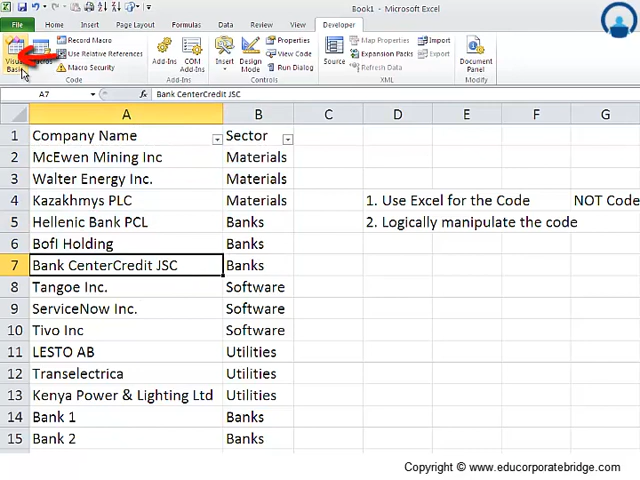 Book1 - Microsoft Excel
File Home Insert Page Layout Formulas Data Review View Developer
Visual Basic
Macros
Record Macro
Use Relative References
Macro Security
Code
Add-Ins
COM Add-Ins
Add-Ins
Insert
Design Mode
Properties
View Code
Run Dialog
Controls
Source
Map Properties
Expansion Packs
Refresh Data
Import
Export
XML
Document Panel
Modify
A7 fx Bank CenterCredit JSC
A B C D E F G
1 Company Name Sector
2 McEwen Mining Inc Materials
3 Walter Energy Inc. Materials
4 Kazakhmys PLC Materials 1. Use Excel for the Code NOT Code
5 Hellenic Bank PCL Banks 2. Logically manipulate the code
6 BofI Holding Banks
7 Bank CenterCredit JSC Banks
8 Tangoe Inc. Software
9 ServiceNow Inc. Software
10 Tivo Inc Software
11 LESTO AB Utilities
12 Transelectrica Utilities
13 Kenya Power & Lighting Ltd Utilities
14 Bank 1 Banks
15 Bank 2 Banks
Copyright © www.educorporatebridge.com